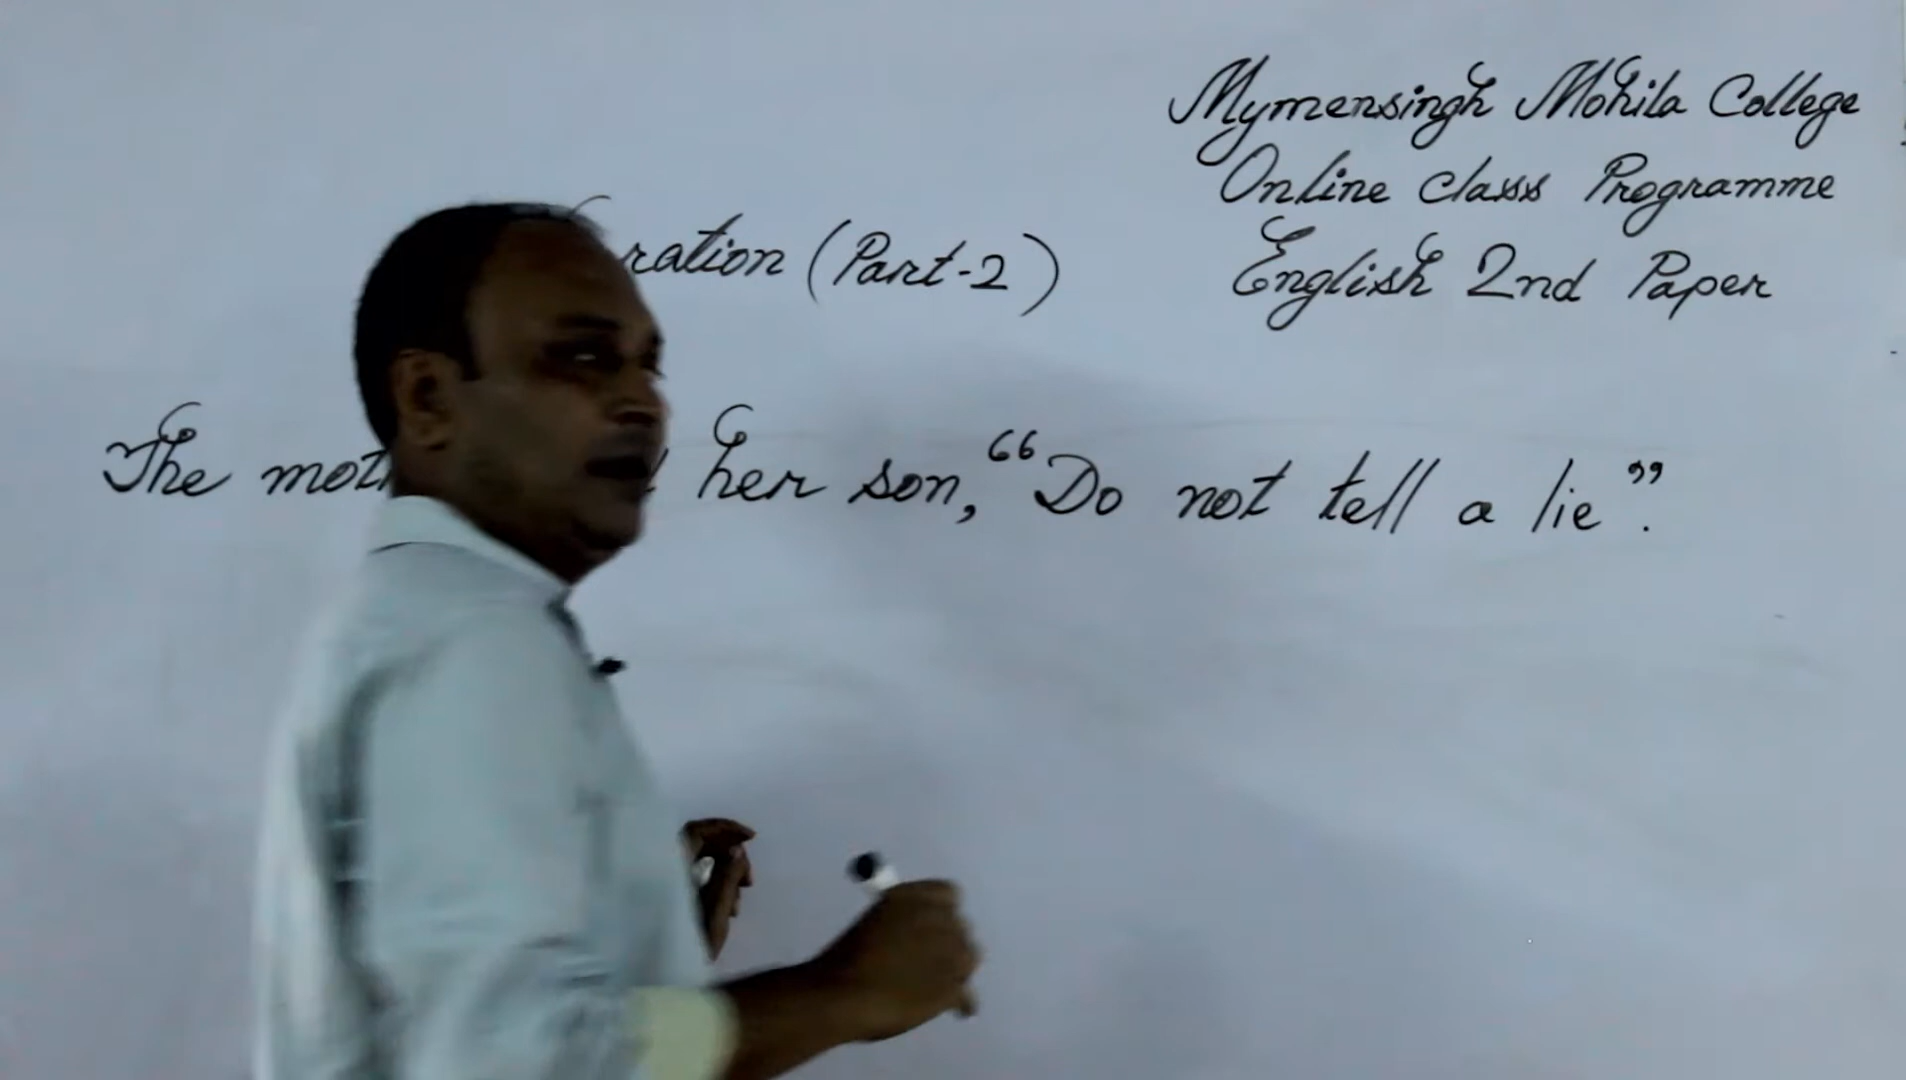 Mymensingh Mohila College
Online class Programme
English 2nd Paper
ration (Part-2)
The mot her son, “Do not tell a lie”.